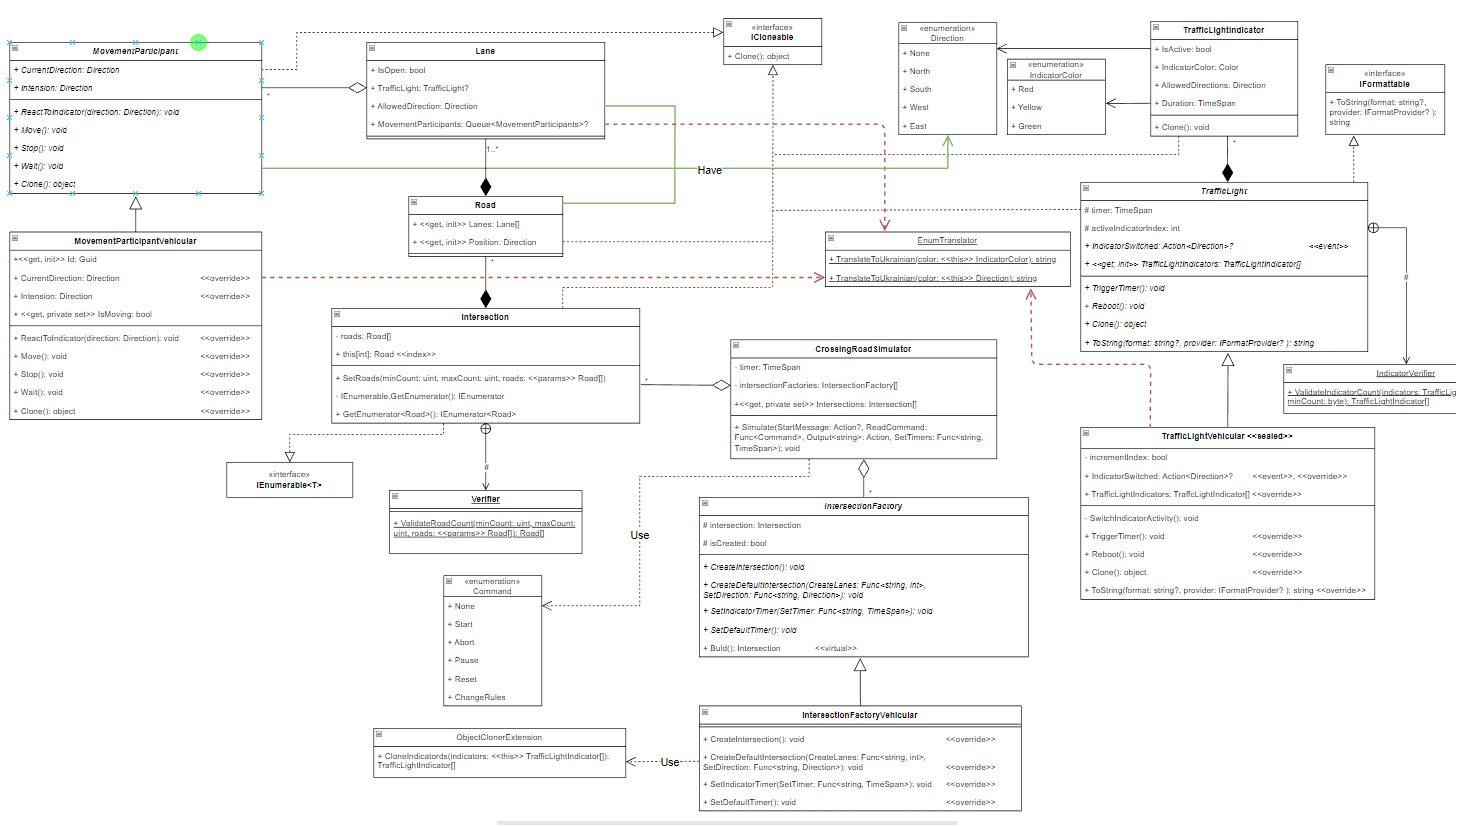 MovementParticipant
+ CurrentDirection: Direction
+ Intension: Direction
+ ReactToIndicator(direction: Direction): void
+ Move(): void
+ Stop(): void
+ Wait(): void
+ Clone(): object
*
Lane
+ IsOpen: bool
+ TrafficLight: TrafficLight?
+ AllowedDirection: Direction
+ MovementParticipants: Queue<MovementParticipants>?
1..*
«interface»
ICloneable
+ Clone(): object
«enumeration»
Direction
+ None
+ North
+ South
+ West
+ East
«enumeration»
IndicatorColor
+ Red
+ Yellow
+ Green
TrafficLightIndicator
+ IsActive: bool
+ IndicatorColor: Color
+ AllowedDirections: Direction
+ Duration: TimeSpan
+ Clone(): void
*
«interface»
IFormattable
+ ToString(format: string?,
provider: IFormatProvider? ):
string
Have
Road
+ <<get, init>> Lanes: Lane[]
+ <<get, init>> Position: Direction
*
TrafficLight
# timer: TimeSpan
# activeIndicatorIndex: int
+ IndicatorSwitched: Action<Direction>? <<event>>
+ <<get; init>> TrafficLightIndicators: TrafficLightIndicator[]
+ TriggerTimer(): void
+ Reboot(): void
+ Clone(): object
+ ToString(format: string?, provider: IFormatProvider? ): string
#
MovementParticipantVehicular
+<<get, init>> Id: Guid
+ CurrentDirection: Direction <<override>>
+ Intension: Direction <<override>>
+ <<get, private set>> IsMoving: bool
+ ReactToIndicator(direction: Direction): void <<override>>
+ Move(): void <<override>>
+ Stop(): void <<override>>
+ Wait(): void <<override>>
+ Clone(): object <<override>>
EnumTranslator
+ TranslateToUkrainian(color: <<this>> IndicatorColor): string
+ TranslateToUkrainian(color: <<this>> Direction): string
Intersection
- roads: Road[]
+ this[int]: Road <<index>>
+ SetRoads(minCount: uint, maxCount: uint, roads: <<params>> Road[])
- IEnumerable.GetEnumerator(): IEnumerator
+ GetEnumerator<Road>(): IEnumerator<Road>
*
#
CrossingRoadSimulator
- timer: TimeSpan
- intersectionFactories: IntersectionFactory[]
+<<get, private set>> Intersections: Intersection[]
+ Simulate(StartMessage: Action?, ReadCommand:
Func<Command>, Output<string>: Action, SetTimers: Func<string,
TimeSpan>): void
*
IndicatorVerifier
+ ValidateIndicatorCount(indicators: TrafficLig
minCount: byte): TrafficLightIndicator[]
«interface»
IEnumerable<T>
Verifier
+ ValidateRoadCount(minCount: uint, maxCount:
uint, roads: <<params>> Road[]): Road[]
TrafficLightVehicular <<sealed>>
- incrementIndex: bool
+ IndicatorSwitched: Action<Direction>? <<event>>, <<override>>
+ TrafficLightIndicators: TrafficLightIndicator[] <<override>>
- SwitchIndicatorActivity(): void
+ TriggerTimer(): void <<override>>
+ Reboot(): void <<override>>
+ Clone(): object <<override>>
+ ToString(format: string?, provider: IFormatProvider? ): string <<override>>
Use
IntersectionFactory
# intersection: Intersection
# isCreated: bool
+ CreateIntersection(): void
+ CreateDefaultIntersection(CreateLanes: Func<string, int>,
SetDirection: Func<string, Direction>): void
+ SetIndicatorTimer(SetTimer: Func<string, TimeSpan>): void
+ SetDefaultTimer(): void
+ Buld(): Intersection <<virtual>>
«enumeration»
Command
+ None
+ Start
+ Abort
+ Pause
+ Reset
+ ChangeRules
ObjectClonerExtension
+ CloneIndicatords(indicators: <<this>> TrafficLightIndicator[]):
TrafficLightIndicator[]
Use
IntersectionFactoryVehicular
+ CreateIntersection(): void <<override>>
+ CreateDefaultIntersection(CreateLanes: Func<string, int>,
SetDirection: Func<string, Direction>): void <<override>>
+ SetIndicatorTimer(SetTimer: Func<string, TimeSpan>): void <<override>>
+ SetDefaultTimer(): void <<override>>